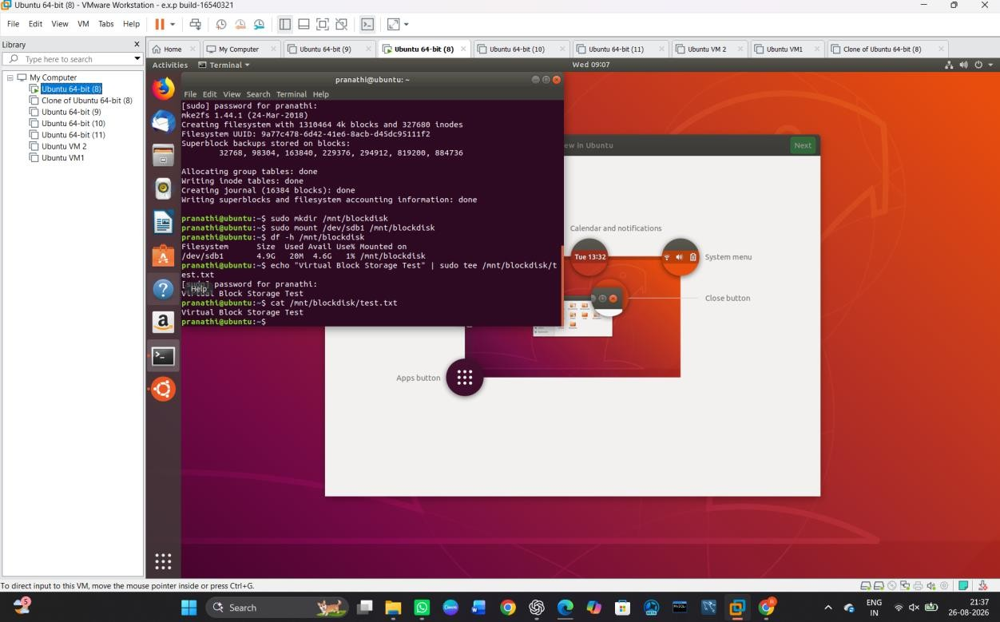 Ubuntu 64-bit (8) - VMware Workstation - e.x.p build-16540321
File Edit View VM Tabs Help
Library
Type here to search
My Computer
Ubuntu 64-bit (8)
Clone of Ubuntu 64-bit (8)
Ubuntu 64-bit (9)
Ubuntu 64-bit (10)
Ubuntu 64-bit (11)
Ubuntu VM 2
Ubuntu VM1
Home My Computer Ubuntu 64-bit (9) Ubuntu 64-bit (8) Ubuntu 64-bit (10) Ubuntu 64-bit (11) Ubuntu VM 2 Ubuntu VM1 Clone of Ubuntu 64-bit (8)
Activities Terminal Wed 09:07
pranathi@ubuntu: ~
File Edit View Search Terminal Help
[sudo] password for pranathi:
mke2fs 1.44.1 (24-Mar-2018)
Creating filesystem with 1310464 4k blocks and 327680 inodes
Filesystem UUID: 9a77c478-6d42-41e6-8acb-d45dc95111f2
Superblock backups stored on blocks:
32768, 98304, 163840, 229376, 294912, 819200, 884736
Allocating group tables: done
Writing inode tables: done
Creating journal (16384 blocks): done
Writing superblocks and filesystem accounting information: done
pranathi@ubuntu:~$ sudo mkdir /mnt/blockdisk
pranathi@ubuntu:~$ sudo mount /dev/sdb1 /mnt/blockdisk
pranathi@ubuntu:~$ df -h /mnt/blockdisk
Filesystem Size Used Avail Use% Mounted on
/dev/sdb1 4.9G 20M 4.6G 1% /mnt/blockdisk
pranathi@ubuntu:~$ echo "Virtual Block Storage Test" | sudo tee /mnt/blockdisk/t
est.txt
[sudo] password for pranathi:
Help
Virtual Block Storage Test
pranathi@ubuntu:~$ cat /mnt/blockdisk/test.txt
Virtual Block Storage Test
pranathi@ubuntu:~$
ew in Ubuntu
Next
Calendar and notifications
Tue 13:32
System menu
Close button
Apps button
To direct input to this VM, move the mouse pointer inside or press Ctrl+G.
5
Search
ENG
IN
21:37
26-08-2026